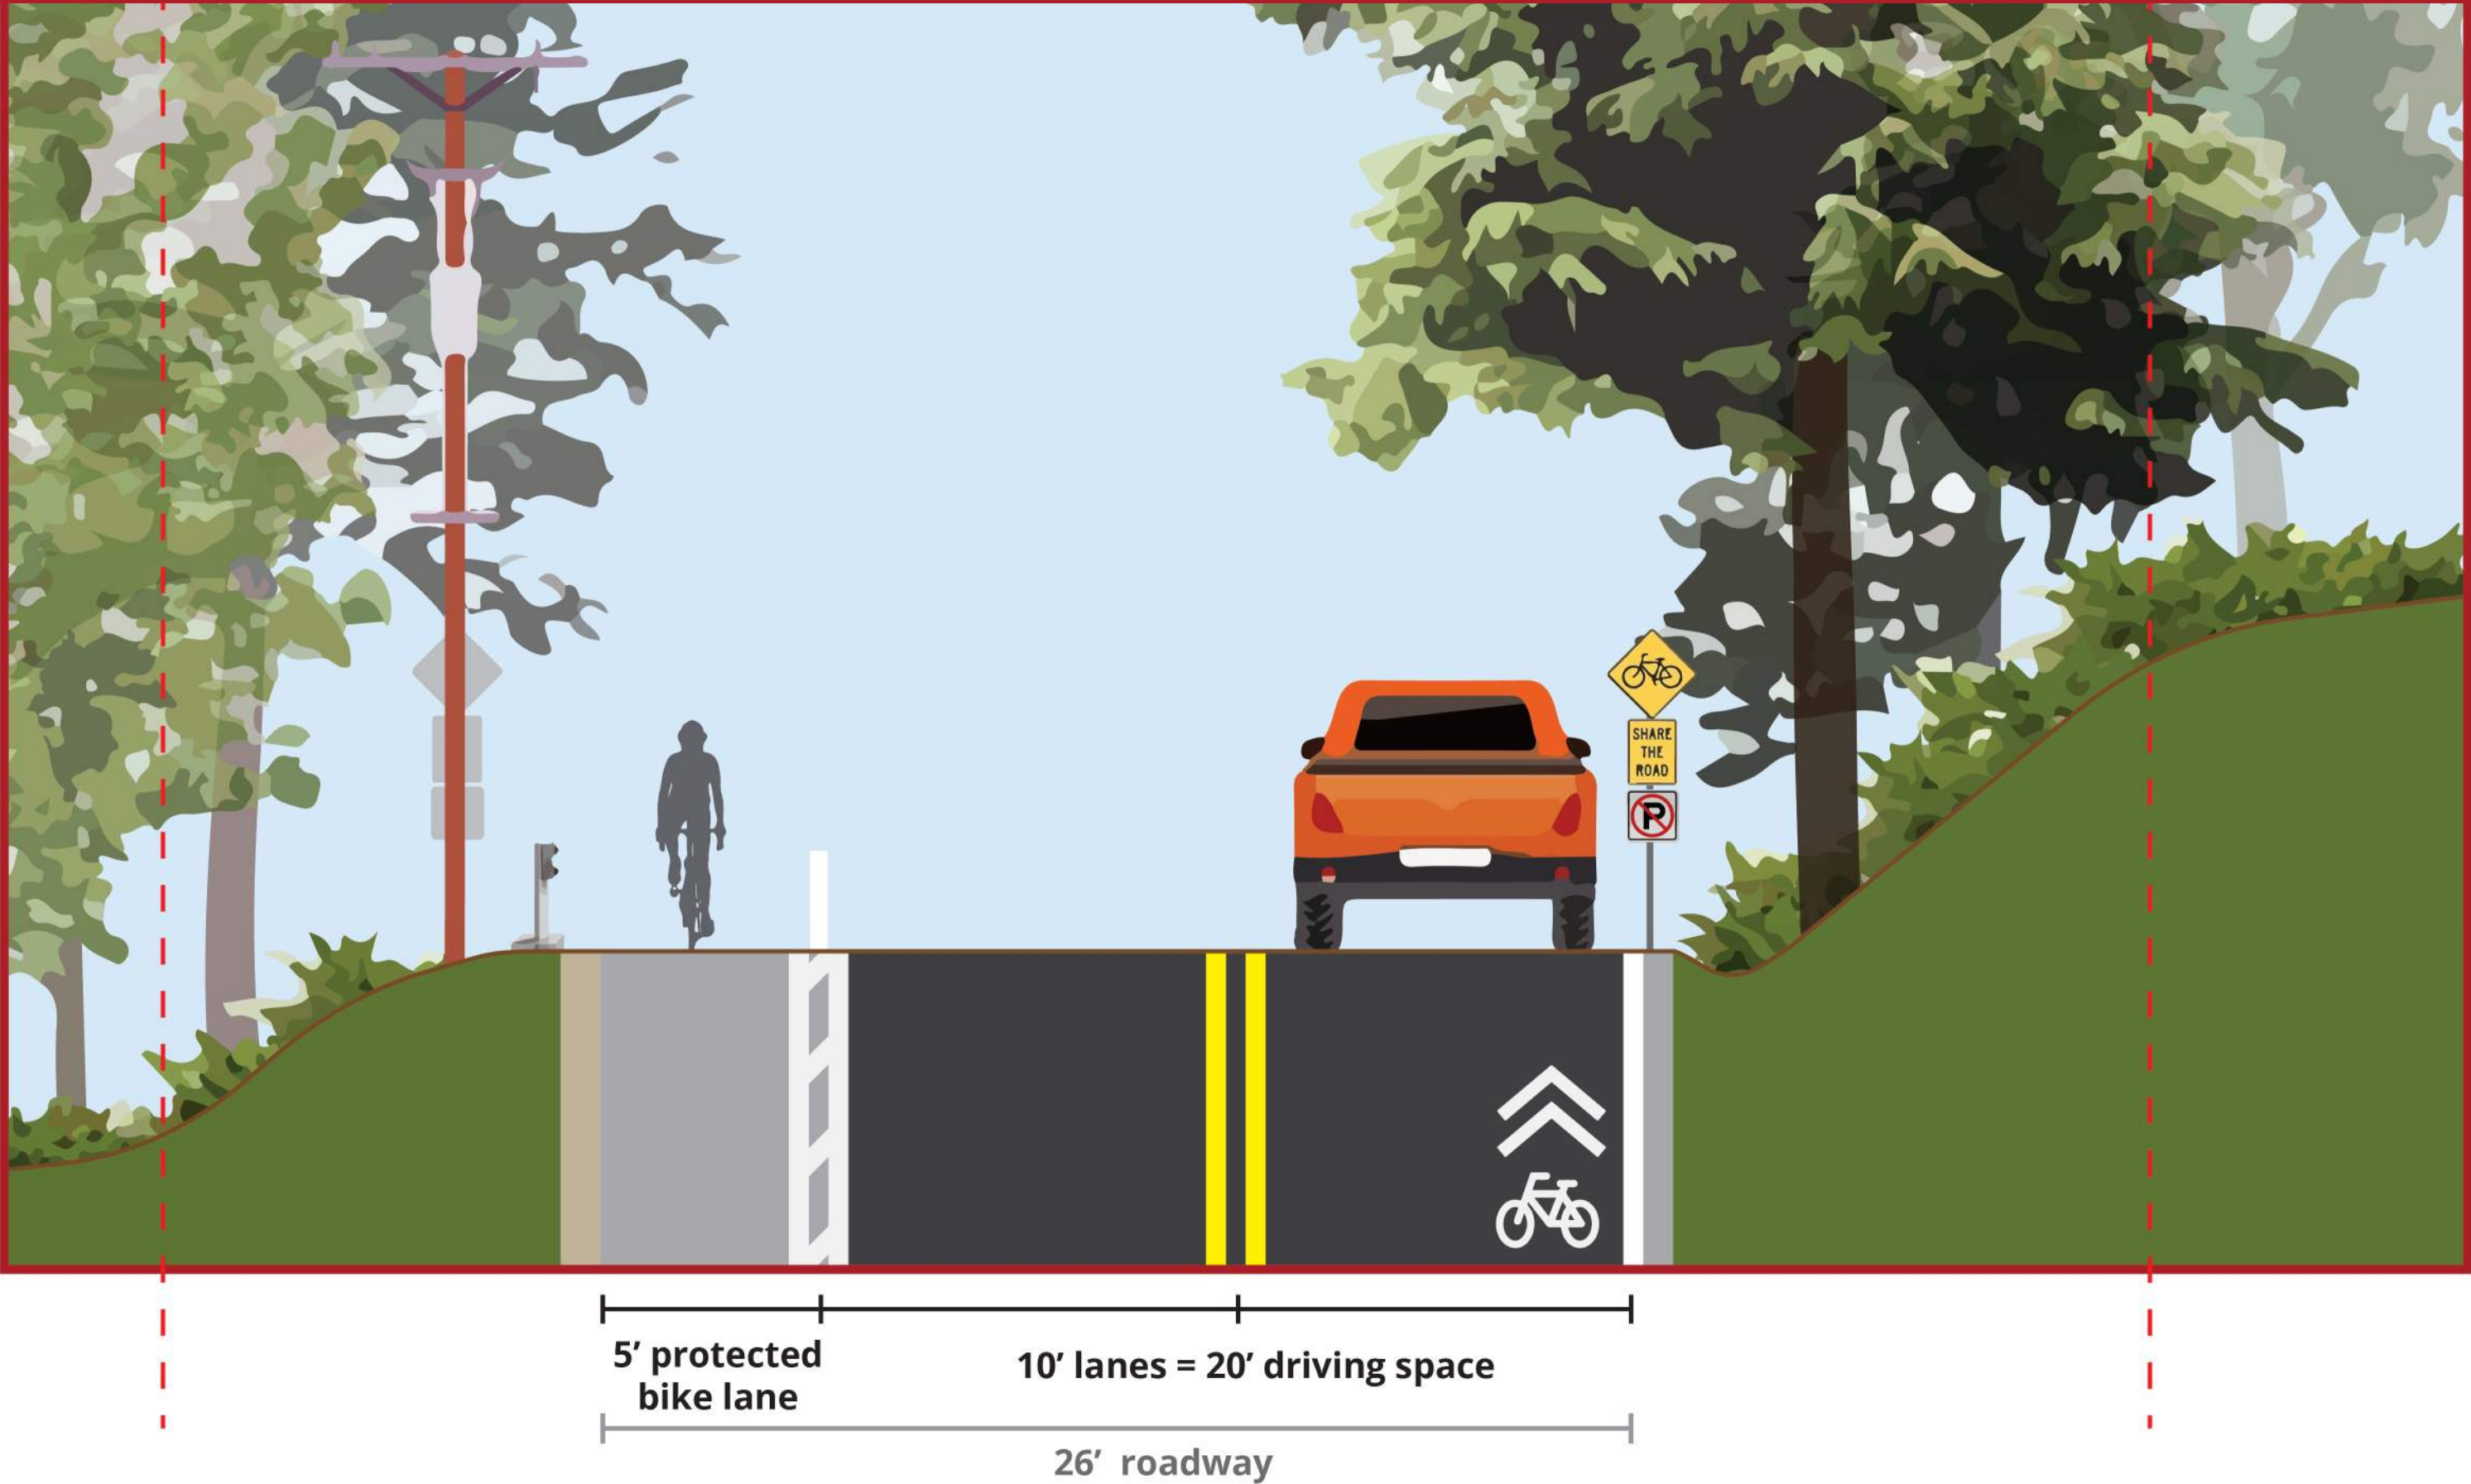 SHARE
THE
ROAD
P
5′ protected
bike lane
10′ lanes = 20′ driving space
26′ roadway